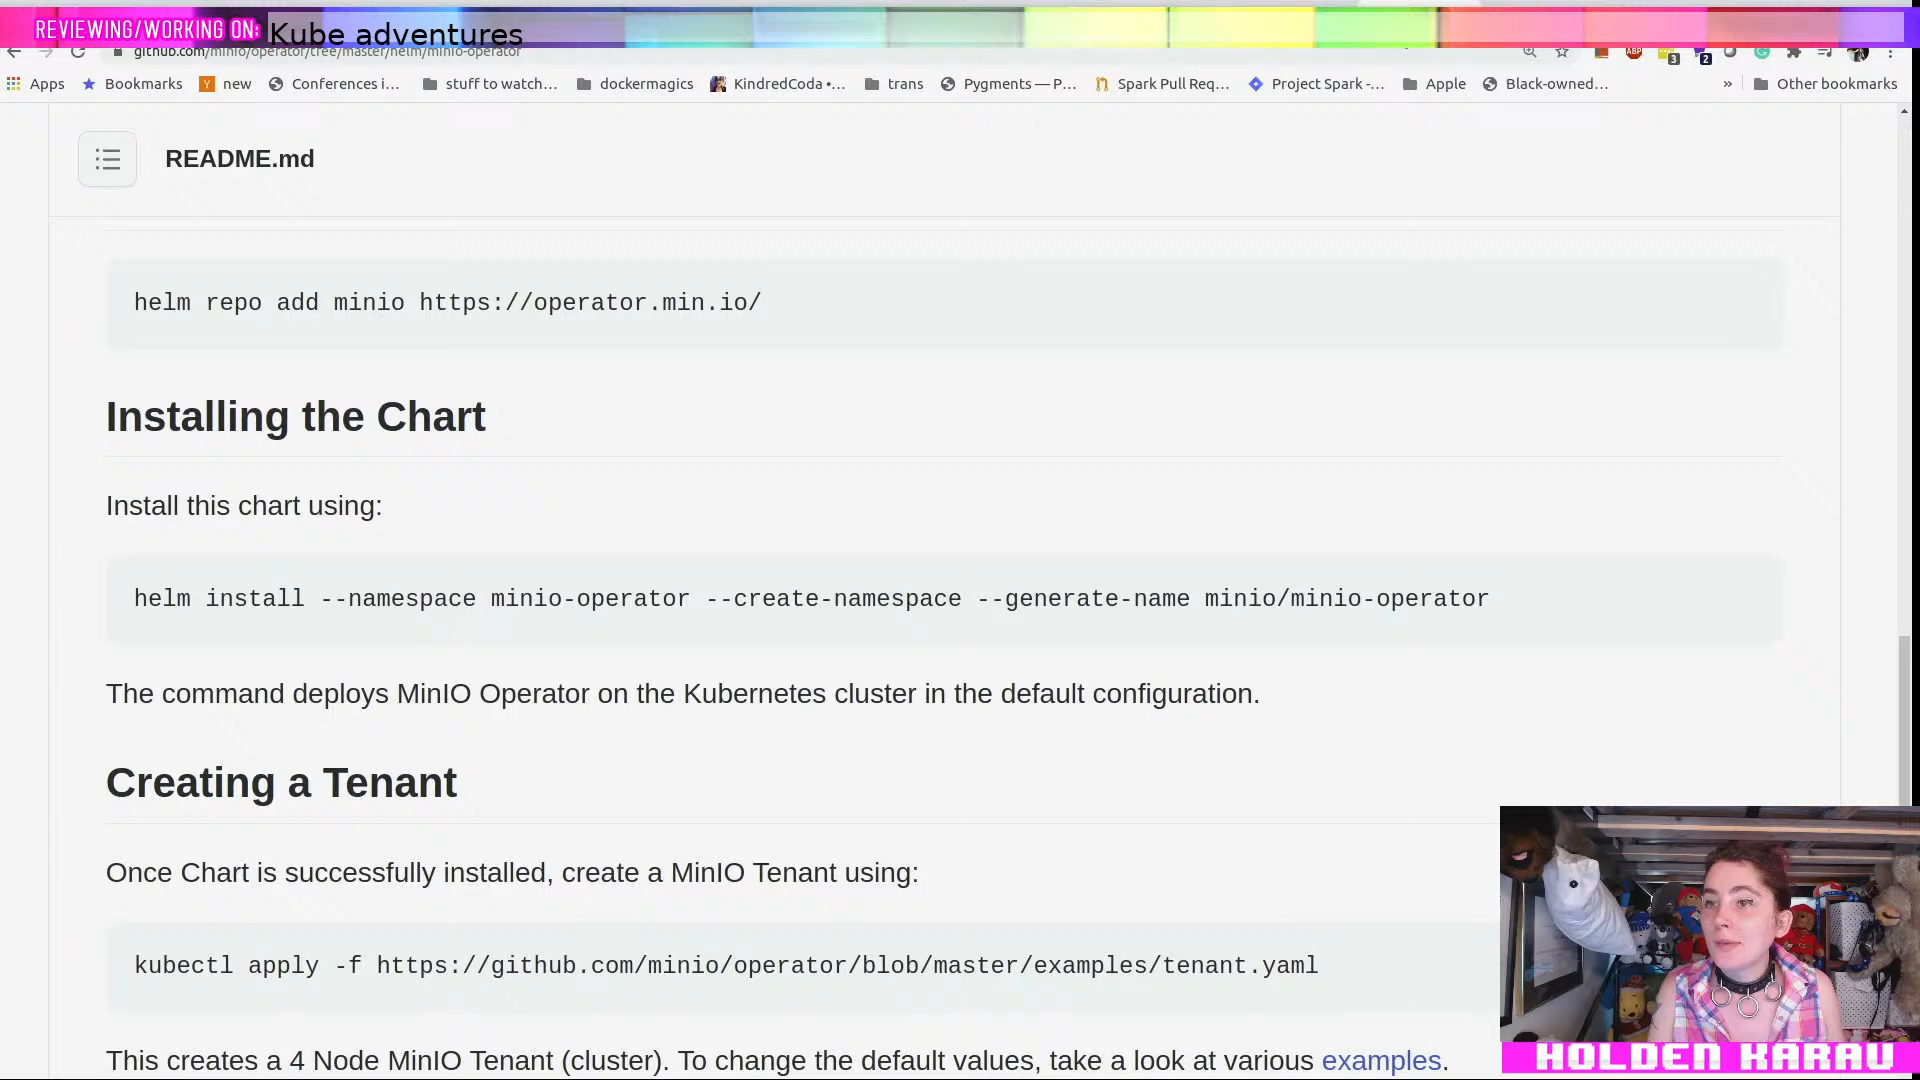 REVIEWING/WORKING ON: Kube adventures
github.com/minio/operator/tree/master/helm/minio-operator
Apps Bookmarks new Conferences i... stuff to watch... dockermagics KindredCoda •... trans Pygments — P... Spark Pull Req... Project Spark -... Apple Black-owned... » Other bookmarks
README.md
helm repo add minio https://operator.min.io/
Installing the Chart
Install this chart using:
helm install --namespace minio-operator --create-namespace --generate-name minio/minio-operator
The command deploys MinIO Operator on the Kubernetes cluster in the default configuration.
Creating a Tenant
Once Chart is successfully installed, create a MinIO Tenant using:
kubectl apply -f https://github.com/minio/operator/blob/master/examples/tenant.yaml
This creates a 4 Node MinIO Tenant (cluster). To change the default values, take a look at various examples.
HOLDEN KARAU